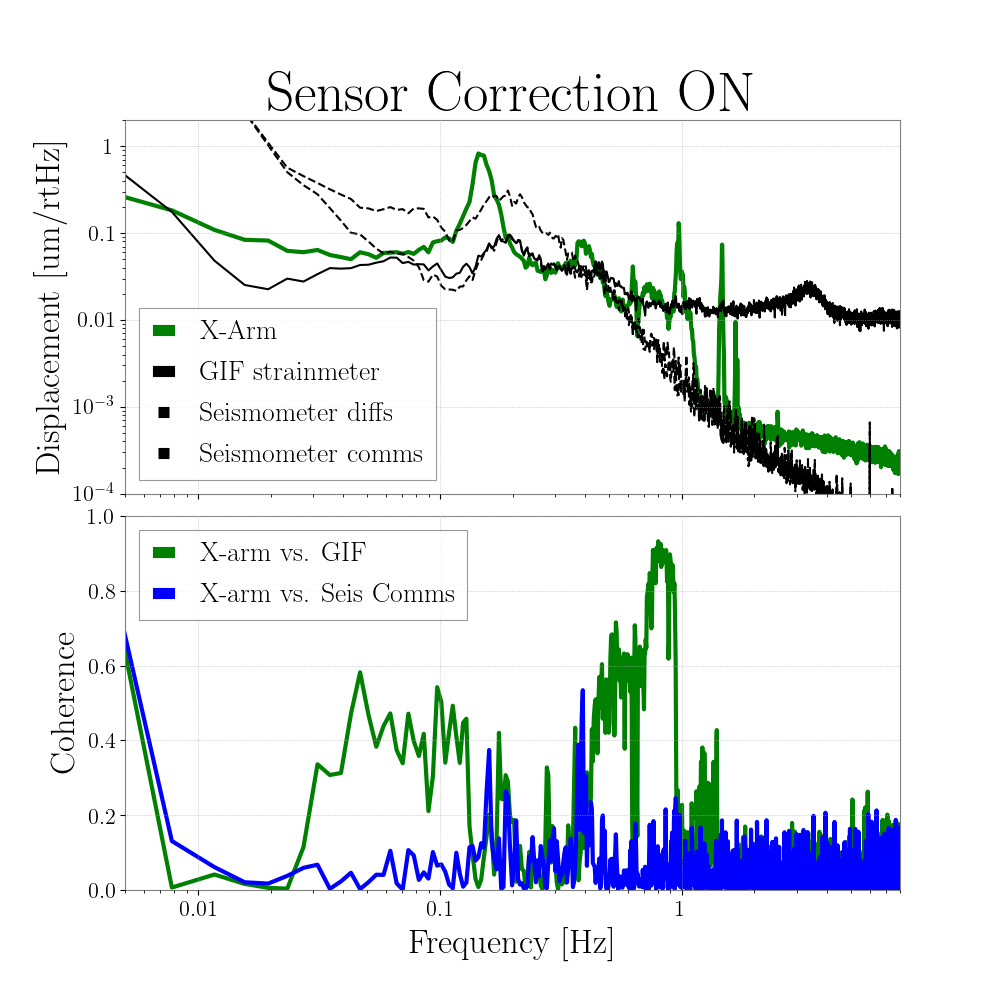 Sensor Correction ON
Displacement [um/rtHz]
1
0.1
0.01
10⁻³
10⁻⁴
X-Arm
GIF strainmeter
Seismometer diffs
Seismometer comms
Coherence
1.0
0.8
0.6
0.4
0.2
0.0
X-arm vs. GIF
X-arm vs. Seis Comms
0.01 0.1 1
Frequency [Hz]